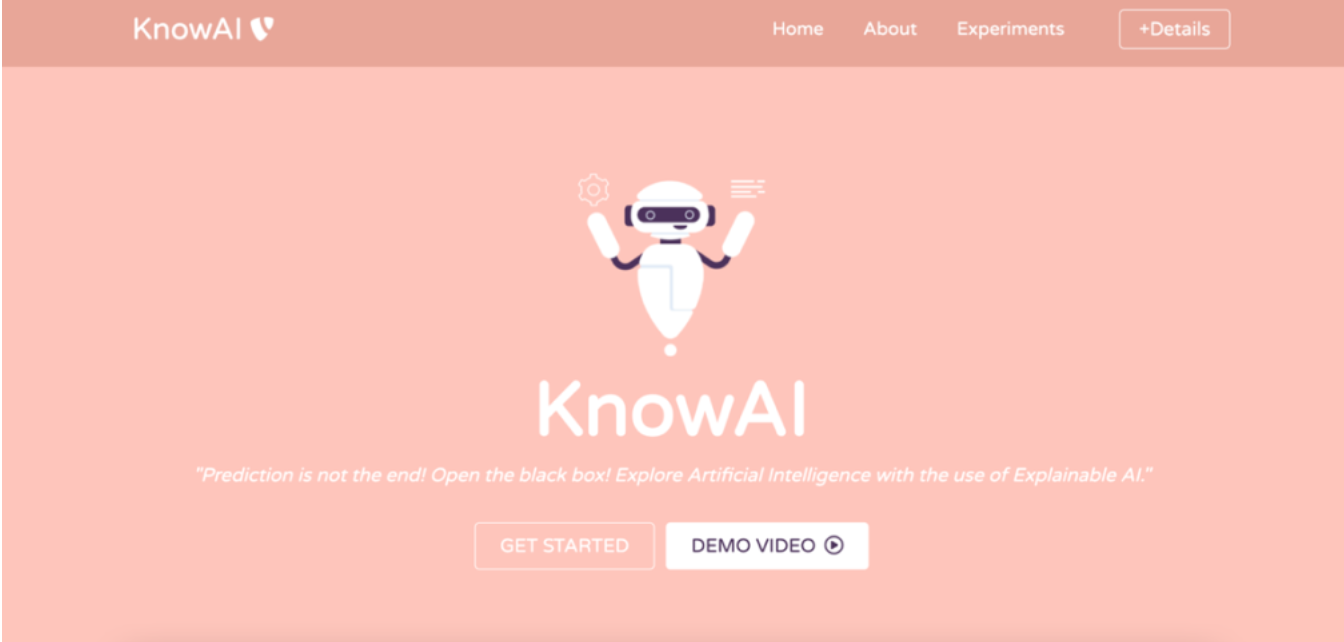 KnowAI
Home About Experiments +Details
KnowAI
"Prediction is not the end! Open the black box! Explore Artificial Intelligence with the use of Explainable AI."
GET STARTED DEMO VIDEO